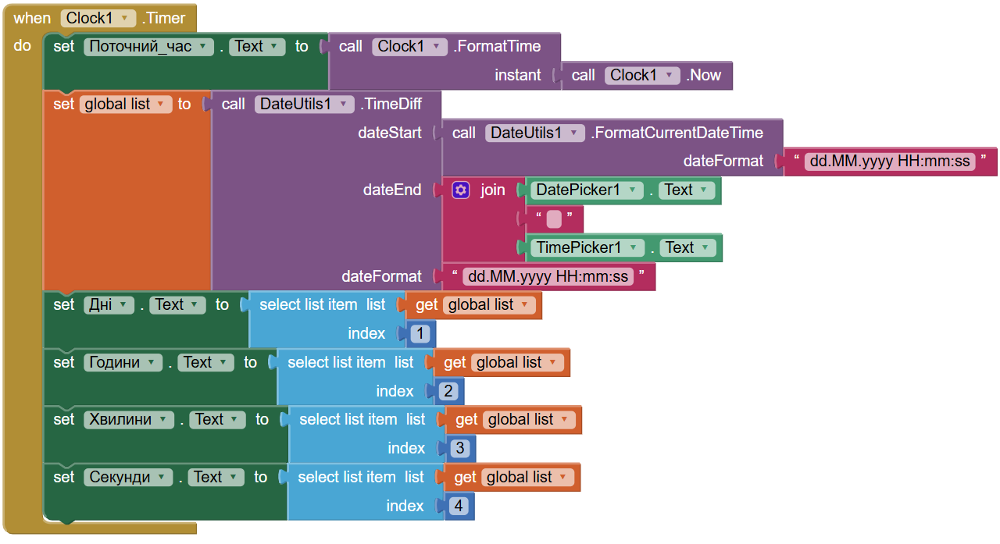 when Clock1 .Timer
do set Поточний_час . Text to call Clock1 .FormatTime
instant call Clock1 .Now
set global list to call DateUtils1 .TimeDiff
dateStart call DateUtils1 .FormatCurrentDateTime
dateFormat “ dd.MM.yyyy HH:mm:ss ”
dateEnd join DatePicker1 . Text
“ ”
TimePicker1 . Text
dateFormat “ dd.MM.yyyy HH:mm:ss ”
set Дні . Text to select list item list get global list
index 1
set Години . Text to select list item list get global list
index 2
set Хвилини . Text to select list item list get global list
index 3
set Секунди . Text to select list item list get global list
index 4